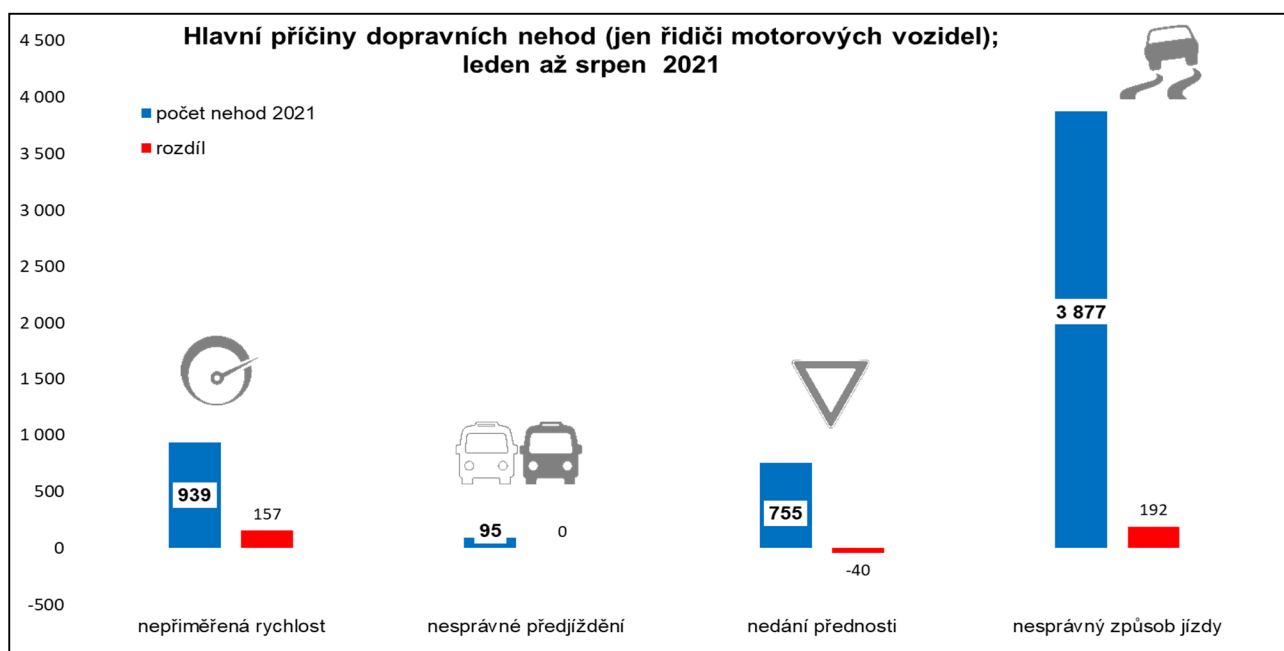 Hlavní příčiny dopravních nehod (jen řidiči motorových vozidel);
leden až srpen 2021
4 500
4 000
3 500
3 000
2 500
2 000
1 500
1 000
500
0
-500
počet nehod 2021
rozdíl
939
157
95
0
755
-40
3 877
192
nepřiměřená rychlost
nesprávné předjíždění
nedání přednosti
nesprávný způsob jízdy